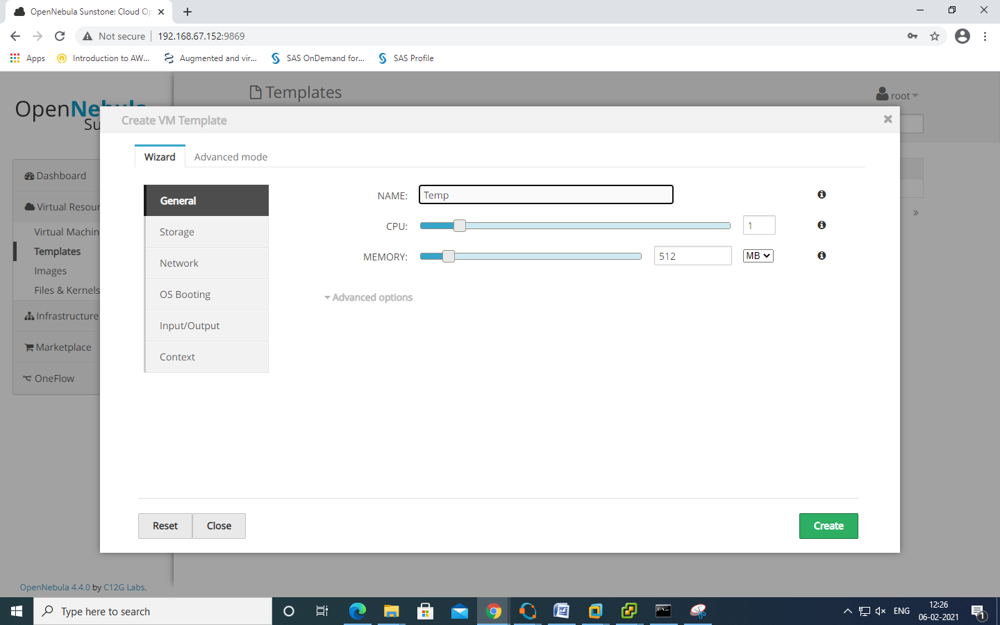 OpenNebula Sunstone: Cloud Op
Not secure
192.168.67.152:9869
Apps
Introduction to AW...
Augmented and vir...
SAS OnDemand for...
SAS Profile
Templates
root
OpenNebula
Su
Create VM Template
Wizard
Advanced mode
Dashboard
Virtual Resour
Virtual Machin
Templates
Images
Files & Kernels
Infrastructure
Marketplace
OneFlow
General
Storage
Network
OS Booting
Input/Output
Context
NAME:
Temp
CPU:
1
MEMORY:
512
MB
Advanced options
Reset
Close
Create
OpenNebula 4.4.0 by C12G Labs.
Type here to search
ENG
12:26
06-02-2021
1